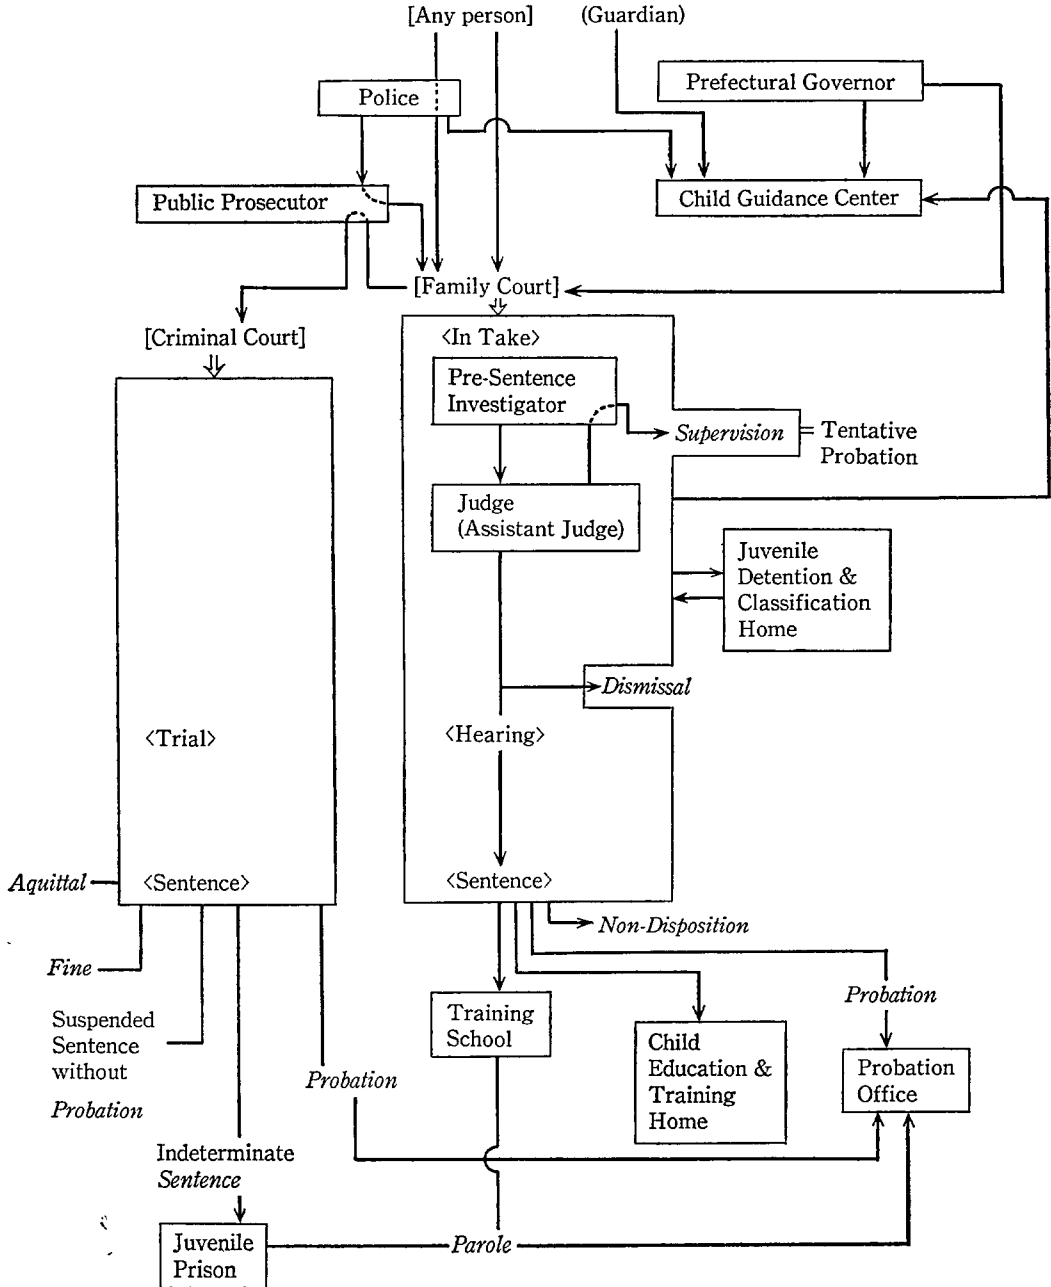 [Any person]
(Guardian)
Police
Prefectural Governor
Public Prosecutor
Child Guidance Center
[Family Court]
[Criminal Court]
<In Take>
Pre-Sentence
Investigator
Supervision
= Tentative
Probation
Judge
(Assistant Judge)
Juvenile
Detention &
Classification
Home
Dismissal
<Trial>
<Hearing>
Aquittal
<Sentence>
<Sentence>
Non-Disposition
Fine
Probation
Suspended
Sentence
without
Probation
Training
School
Child
Education &
Training
Home
Probation
Office
Probation
Indeterminate
Sentence
Juvenile
Prison
Parole